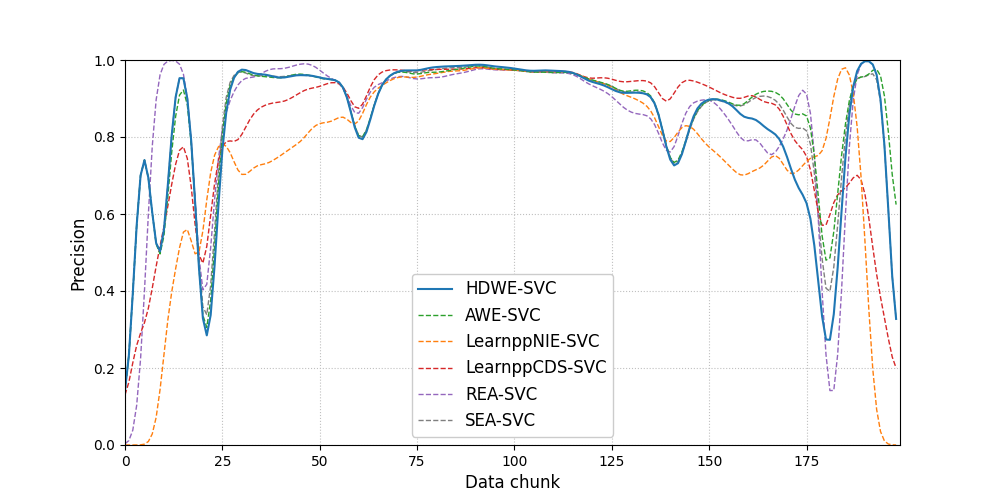 1.0
0.8
0.6
0.4
0.2
0.0
Precision
0 25 50 75 100 125 150 175
Data chunk
HDWE-SVC
AWE-SVC
LearnppNIE-SVC
LearnppCDS-SVC
REA-SVC
SEA-SVC